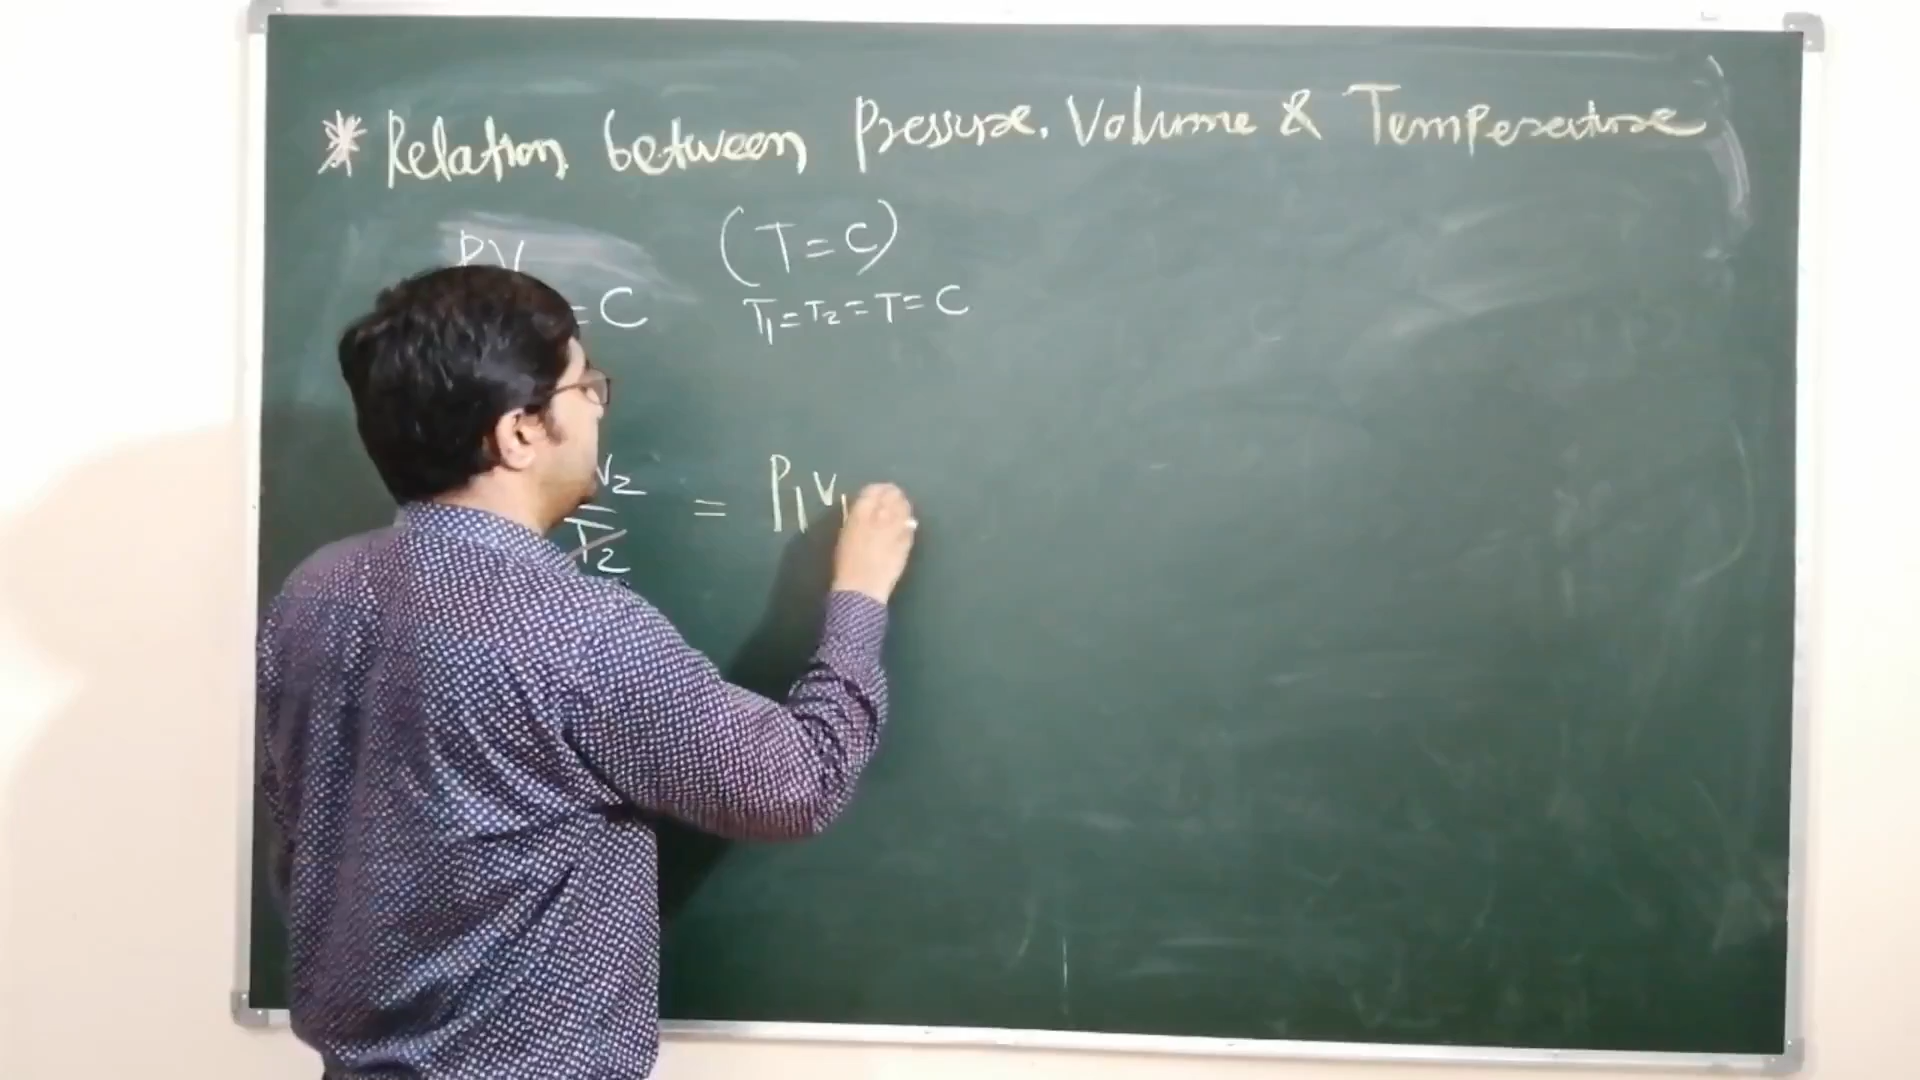 * Relation between Pressure, Volume & Temperature
PV (T=C)
=C T₁=T₂=T=C
V₂ = P₁V₁
T₂